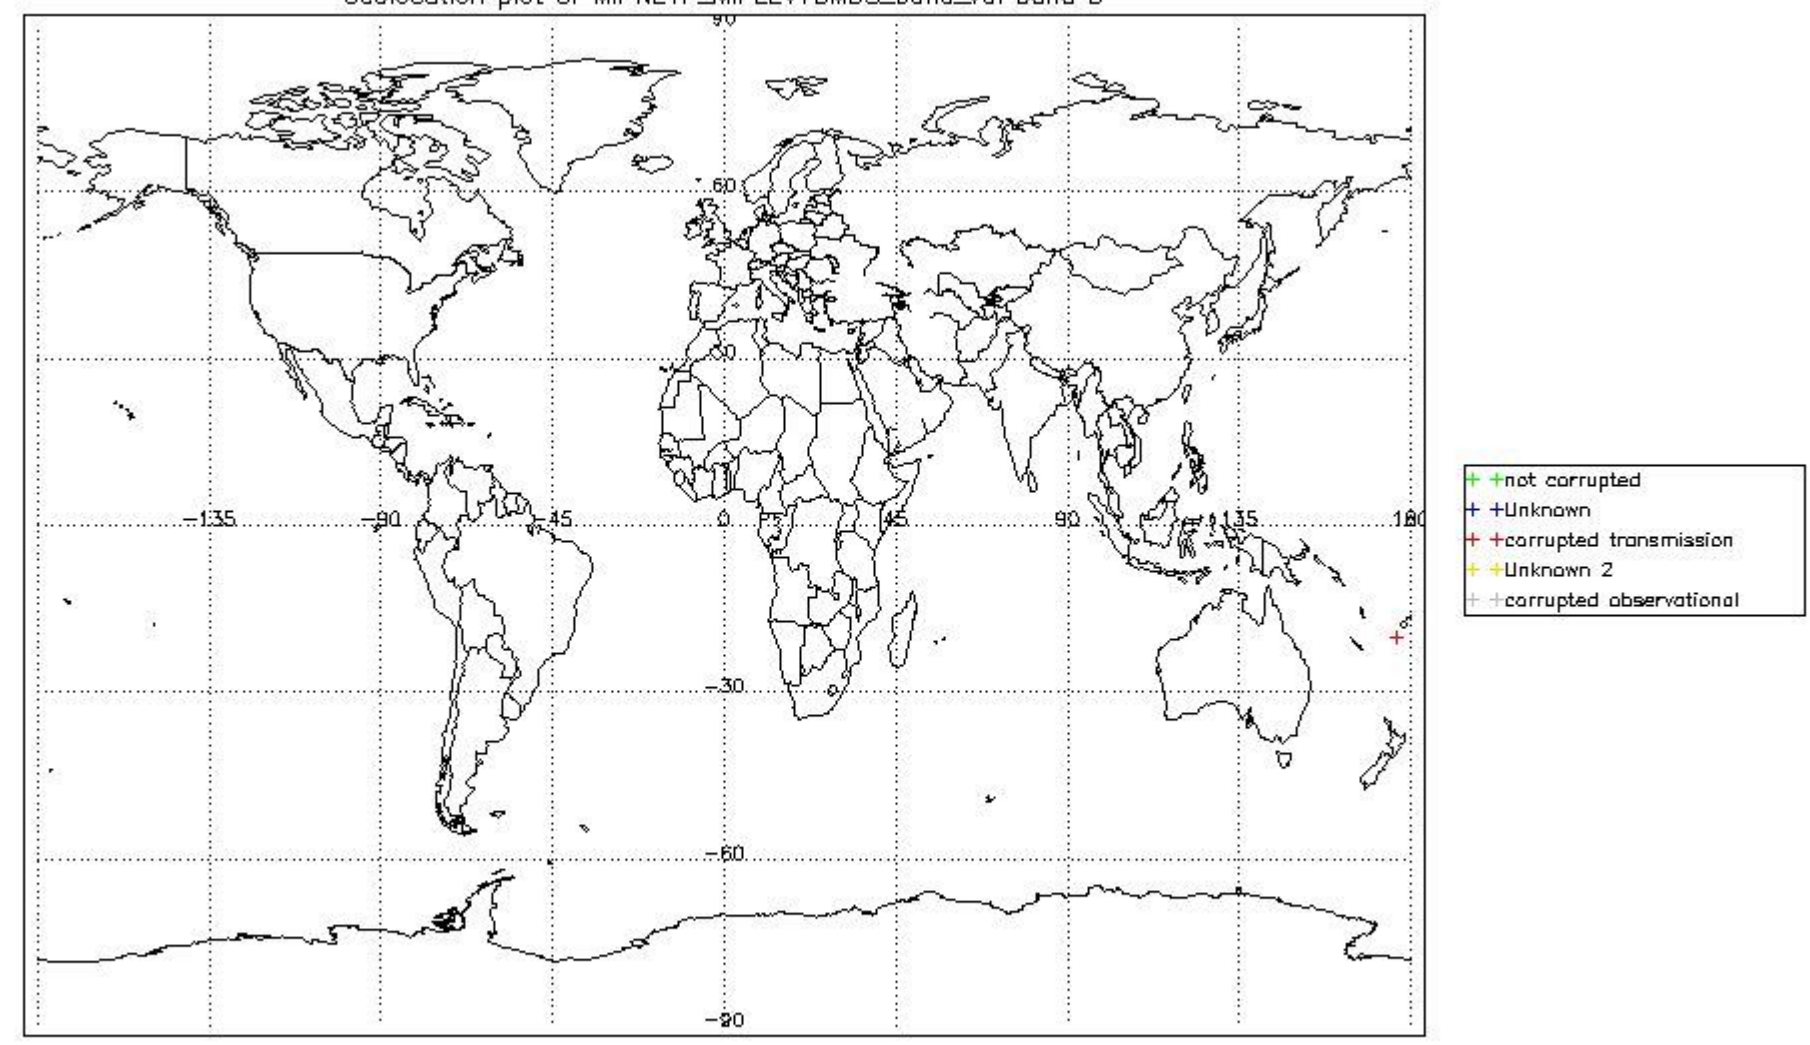 90
60
30
-135 -90 -45 0 45 90 135 180
-30
-60
-90
not corrupted
Unknown
corrupted transmission
Unknown 2
corrupted observational